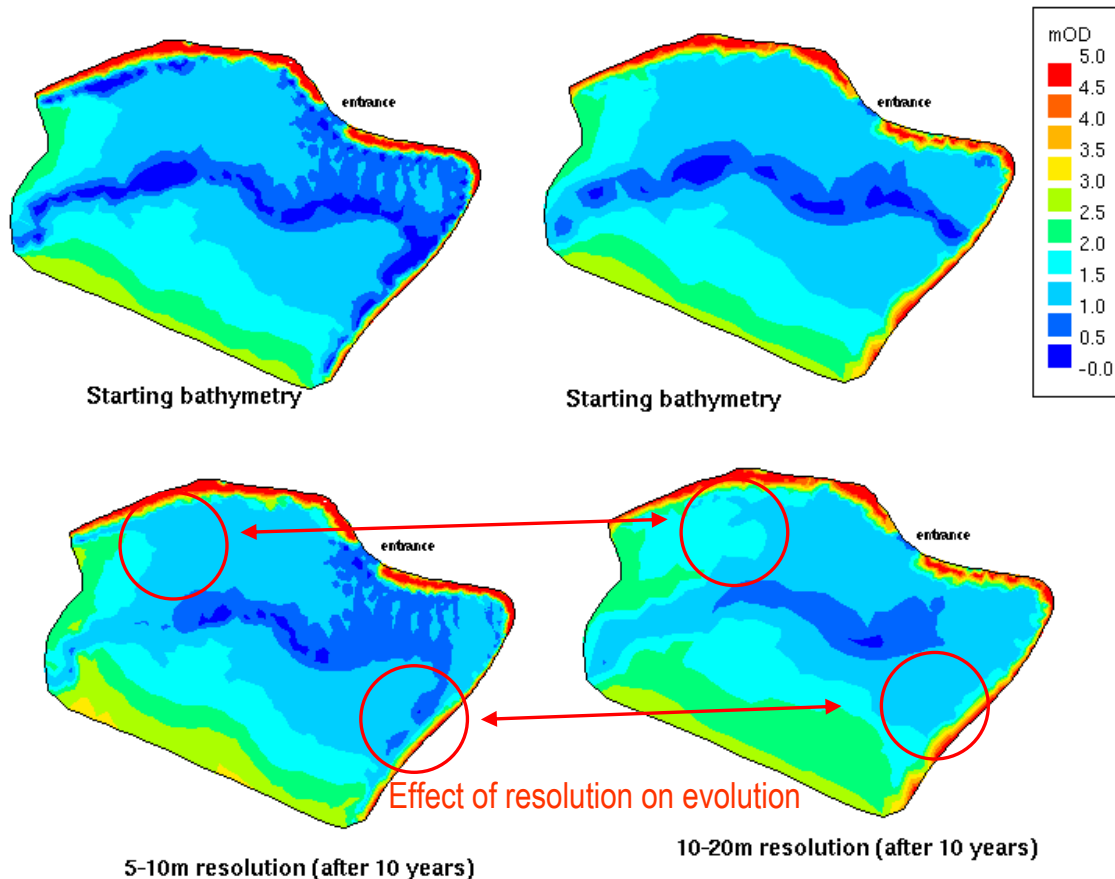 mOD
5.0
4.5
4.0
3.5
3.0
2.5
2.0
1.5
1.0
0.5
-0.0
entrance
entrance
Starting bathymetry
Starting bathymetry
entrance
entrance
Effect of resolution on evolution
5-10m resolution (after 10 years)
10-20m resolution (after 10 years)